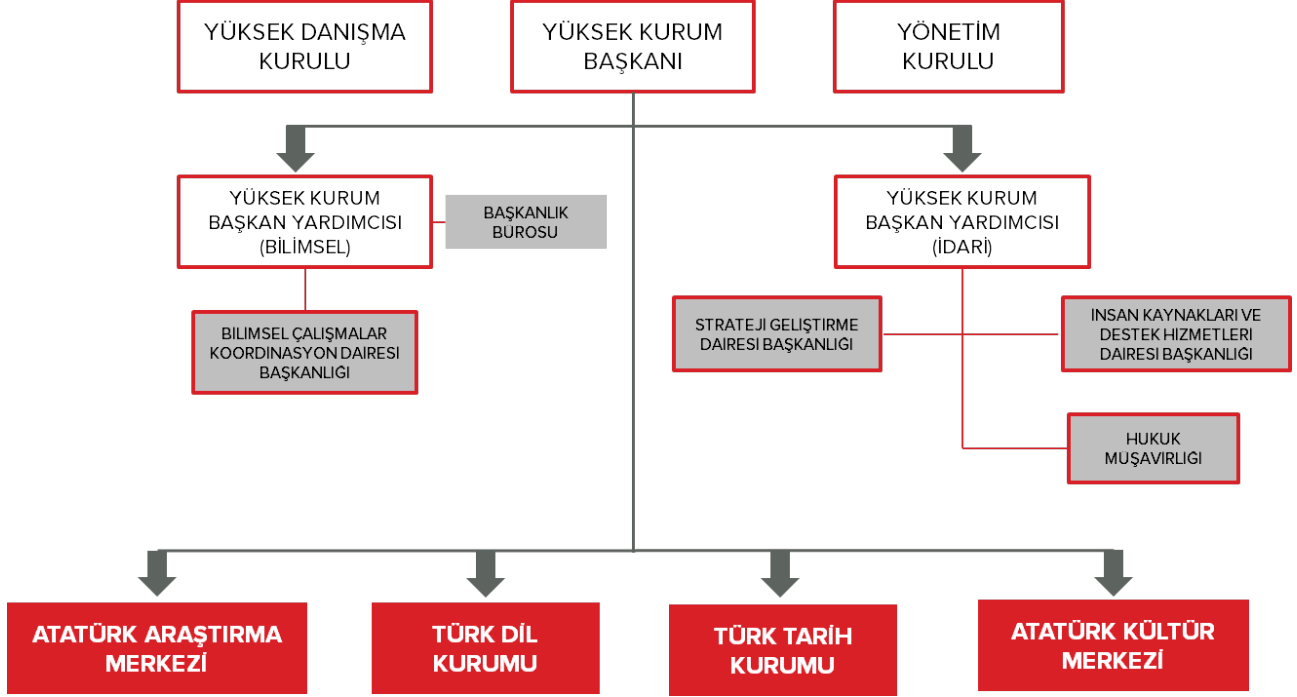 YÜKSEK DANIŞMA
KURULU
YÜKSEK KURUM
BAŞKANI
YÖNETİM
KURULU
YÜKSEK KURUM
BAŞKAN YARDIMCISI
(BİLİMSEL)
BAŞKANLIK
BÜROSU
YÜKSEK KURUM
BAŞKAN YARDIMCISI
(İDARİ)
BILIMSEL ÇALIŞMALAR
KOORDINASYON DAIRESI
BAŞKANLIĞI
STRATEJI GELIŞTIRME
DAIRESI BAŞKANLIĞI
INSAN KAYNAKLARI VE
DESTEK HIZMETLERI
DAIRESI BAŞKANLIĞI
HUKUK
MÜŞAVIRLIĞI
ATATÜRK ARAŞTIRMA
MERKEZİ
TÜRK DİL
KURUMU
TÜRK TARİH
KURUMU
ATATÜRK KÜLTÜR
MERKEZİ